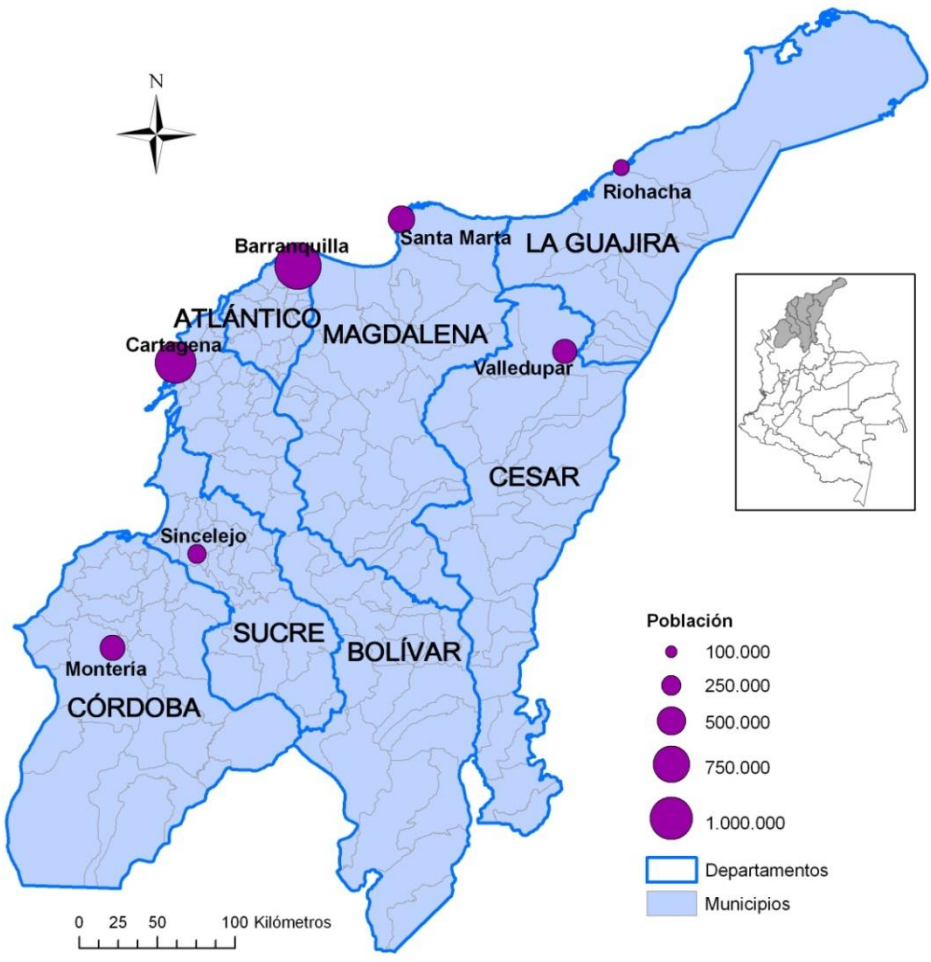 N
Riohacha
Santa Marta
LA GUAJIRA
Barranquilla
ATLÁNTICO
MAGDALENA
Cartagena
Valledupar
CESAR
Sincelejo
SUCRE
BOLÍVAR
Montería
CÓRDOBA
Población
100.000
250.000
500.000
750.000
1.000.000
Departamentos
Municipios
0 25 50 100 Kilómetros